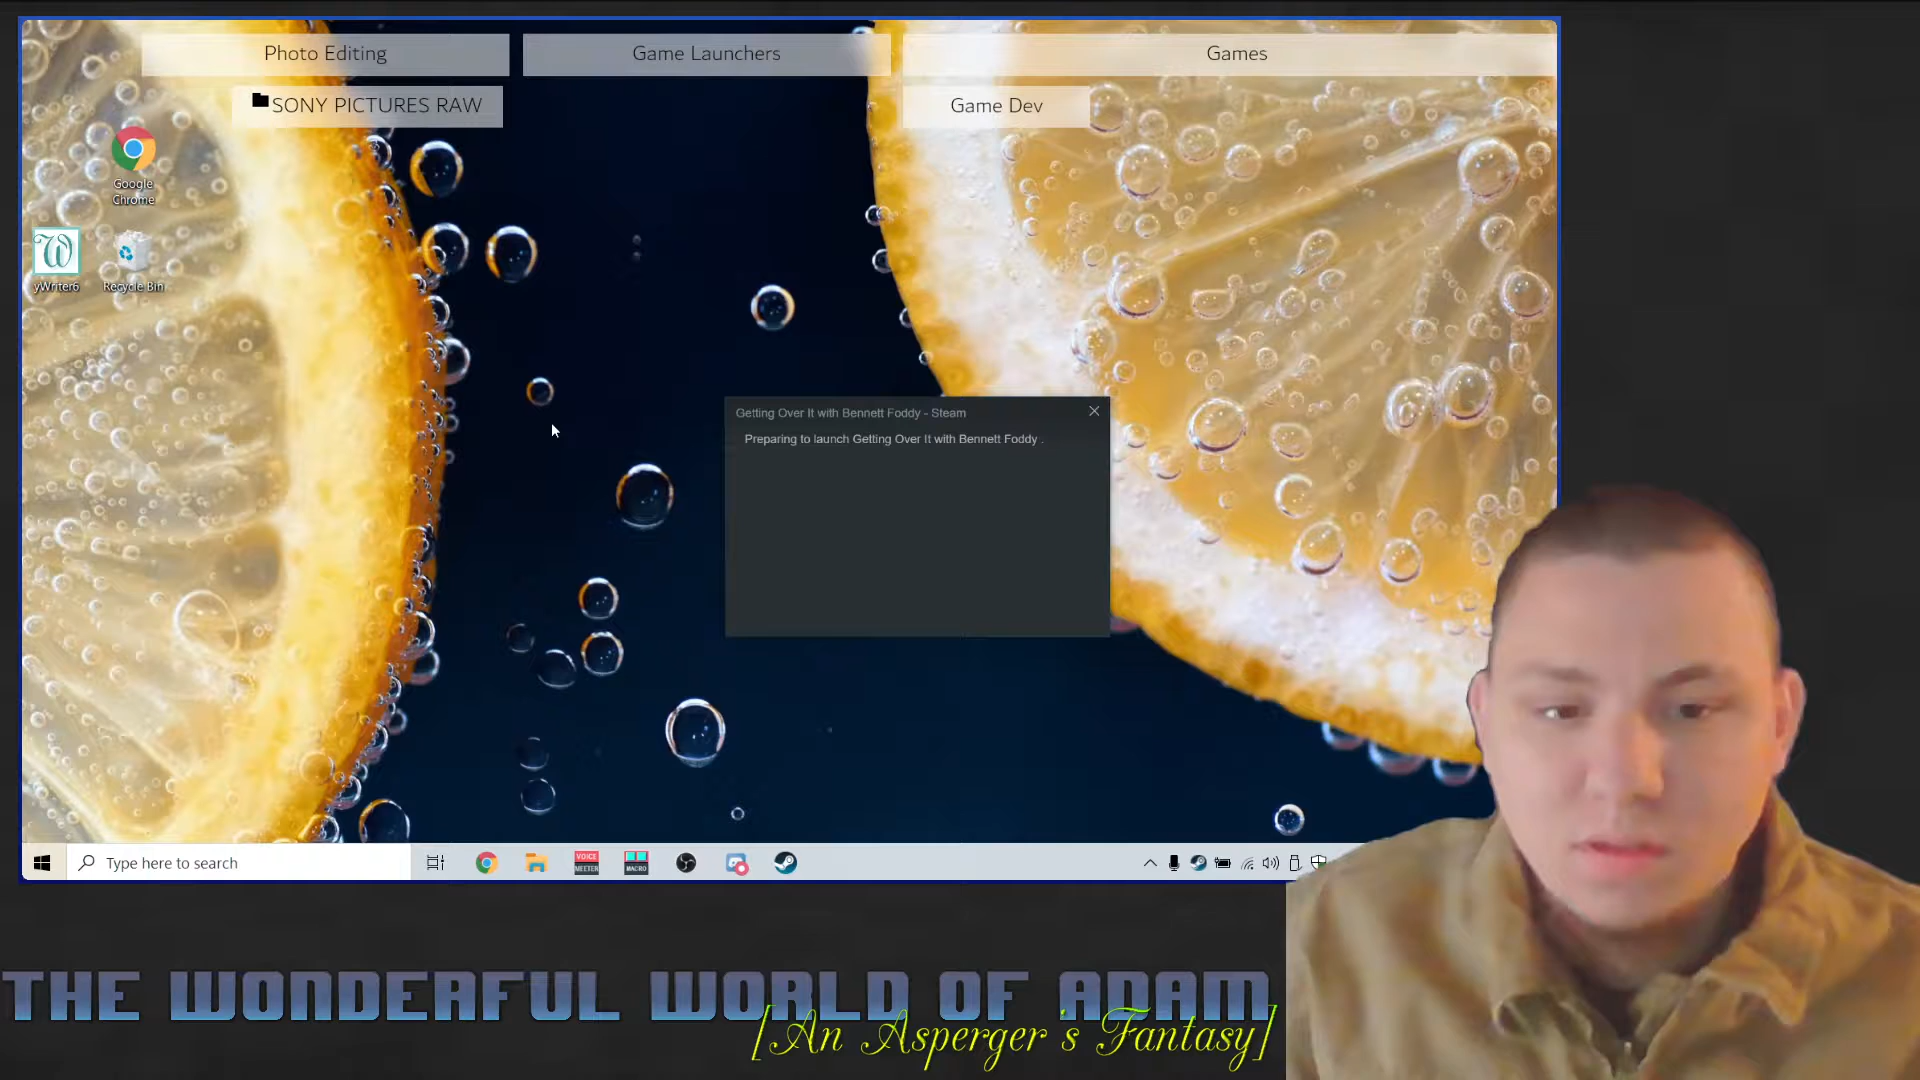 Photo Editing
Game Launchers
Games
SONY PICTURES RAW
Game Dev
Google
Chrome
yWriter6
Recycle Bin
Getting Over It with Bennett Foddy - Steam
Preparing to launch Getting Over It with Bennett Foddy .
Type here to search
VOICE
MEETER
MACRO
THE WONDERFUL WORLD OF ADAM
[An Asperger's Fantasy]